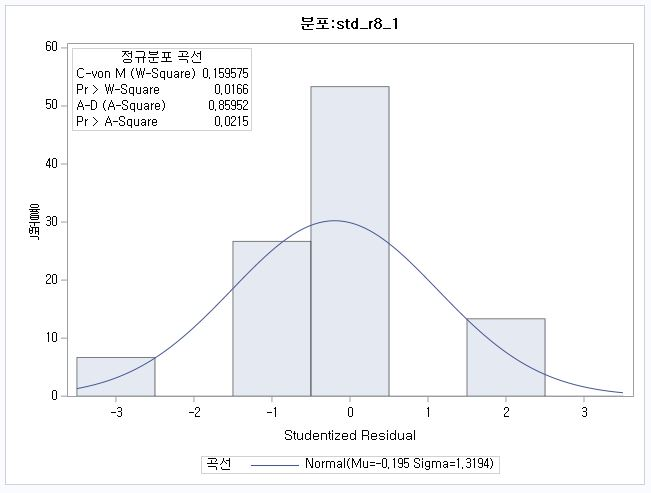 분포:std_r8_1
60
50
40
30
20
10
0
정규분포 곡선
C-von M (W-Square) 0.159575
Pr > W-Square 0.0166
A-D (A-Square) 0.85952
Pr > A-Square 0.0215
-3 -2 -1 0 1 2 3
Studentized Residual
곡선 Normal(Mu=-0.195 Sigma=1.3194)